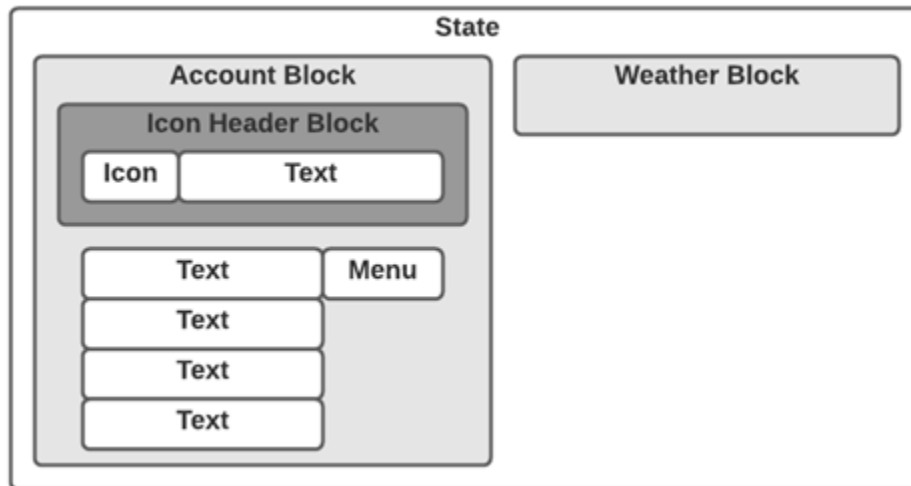 State
Account Block
Weather Block
Icon Header Block
Icon Text
Text Menu
Text
Text
Text